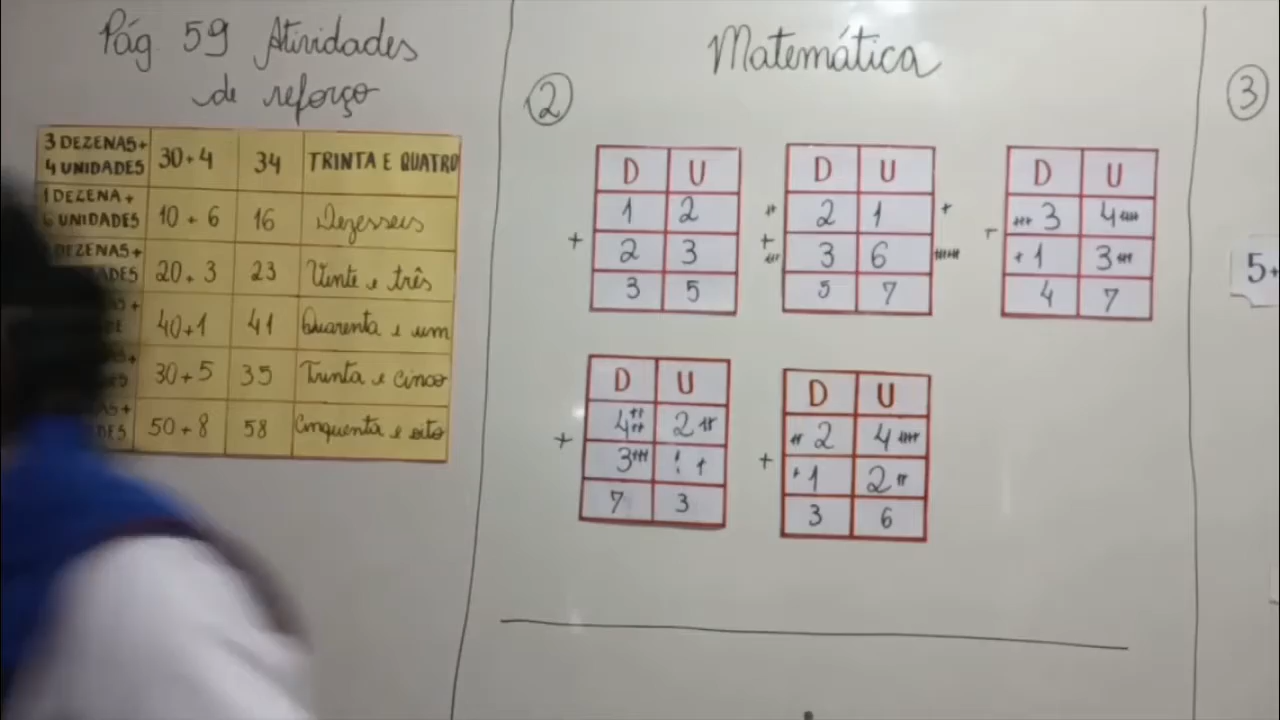 Pág 59 Atividades
de reforço
3 DEZENAS+
4 UNIDADES 30+4 34 TRINTA E QUATRO
1 DEZENA+
6 UNIDADES 10+6 16 Dezesseis
DEZENAS+
20+3 23 Vinte e três
40+1 41 Quarenta e um
30+5 35 Trinta e cinco
50+8 58 Cinquenta e oito
Matemática
2
D U
1 2
+ 2 3
3 5
D U
2 1
+ 3 6
5 7
D U
3 4
+ 1 3
4 7
D U
4 2
+ 3 1
7 3
D U
2 4
+ 1 2
3 6
3
5+